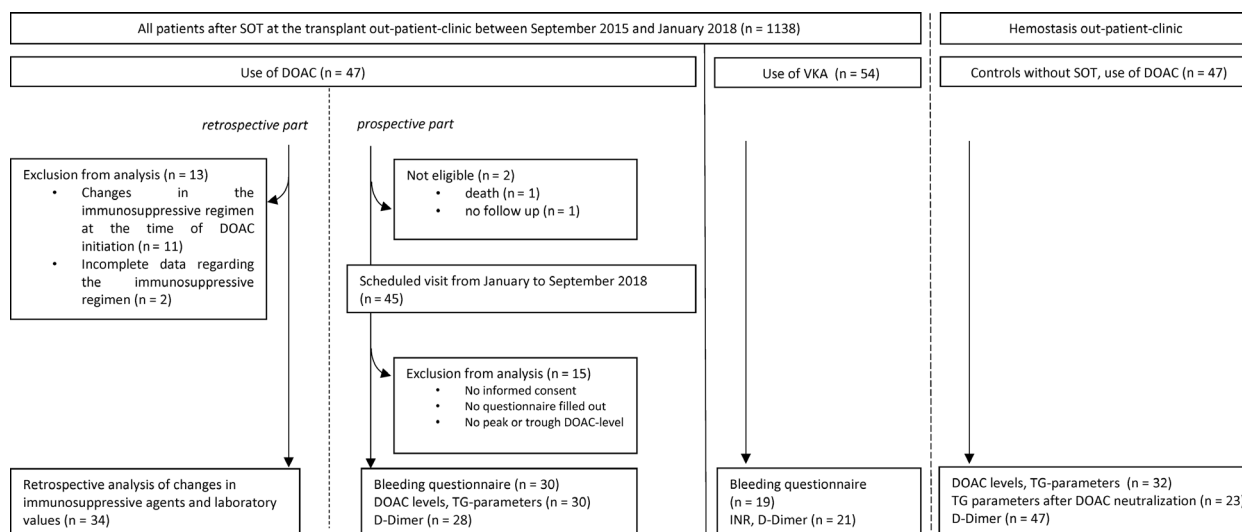 All patients after SOT at the transplant out-patient-clinic between September 2015 and January 2018 (n = 1138)
Hemostasis out-patient-clinic
Use of DOAC (n = 47)
Use of VKA (n = 54)
Controls without SOT, use of DOAC (n = 47)
retrospective part
prospective part
Exclusion from analysis (n = 13)
• Changes in the
immunosuppressive regimen
at the time of DOAC
initiation (n = 11)
• Incomplete data regarding
the immunosuppressive
regimen (n = 2)
Not eligible (n = 2)
• death (n = 1)
• no follow up (n = 1)
Scheduled visit from January to September 2018
(n = 45)
Exclusion from analysis (n = 15)
• No informed consent
• No questionnaire filled out
• No peak or trough DOAC-level
Retrospective analysis of changes in
immunosuppressive agents and laboratory
values (n = 34)
Bleeding questionnaire (n = 30)
DOAC levels, TG-parameters (n = 30)
D-Dimer (n = 28)
Bleeding questionnaire
(n = 19)
INR, D-Dimer (n = 21)
DOAC levels, TG-parameters (n = 32)
TG parameters after DOAC neutralization (n = 23)
D-Dimer (n = 47)